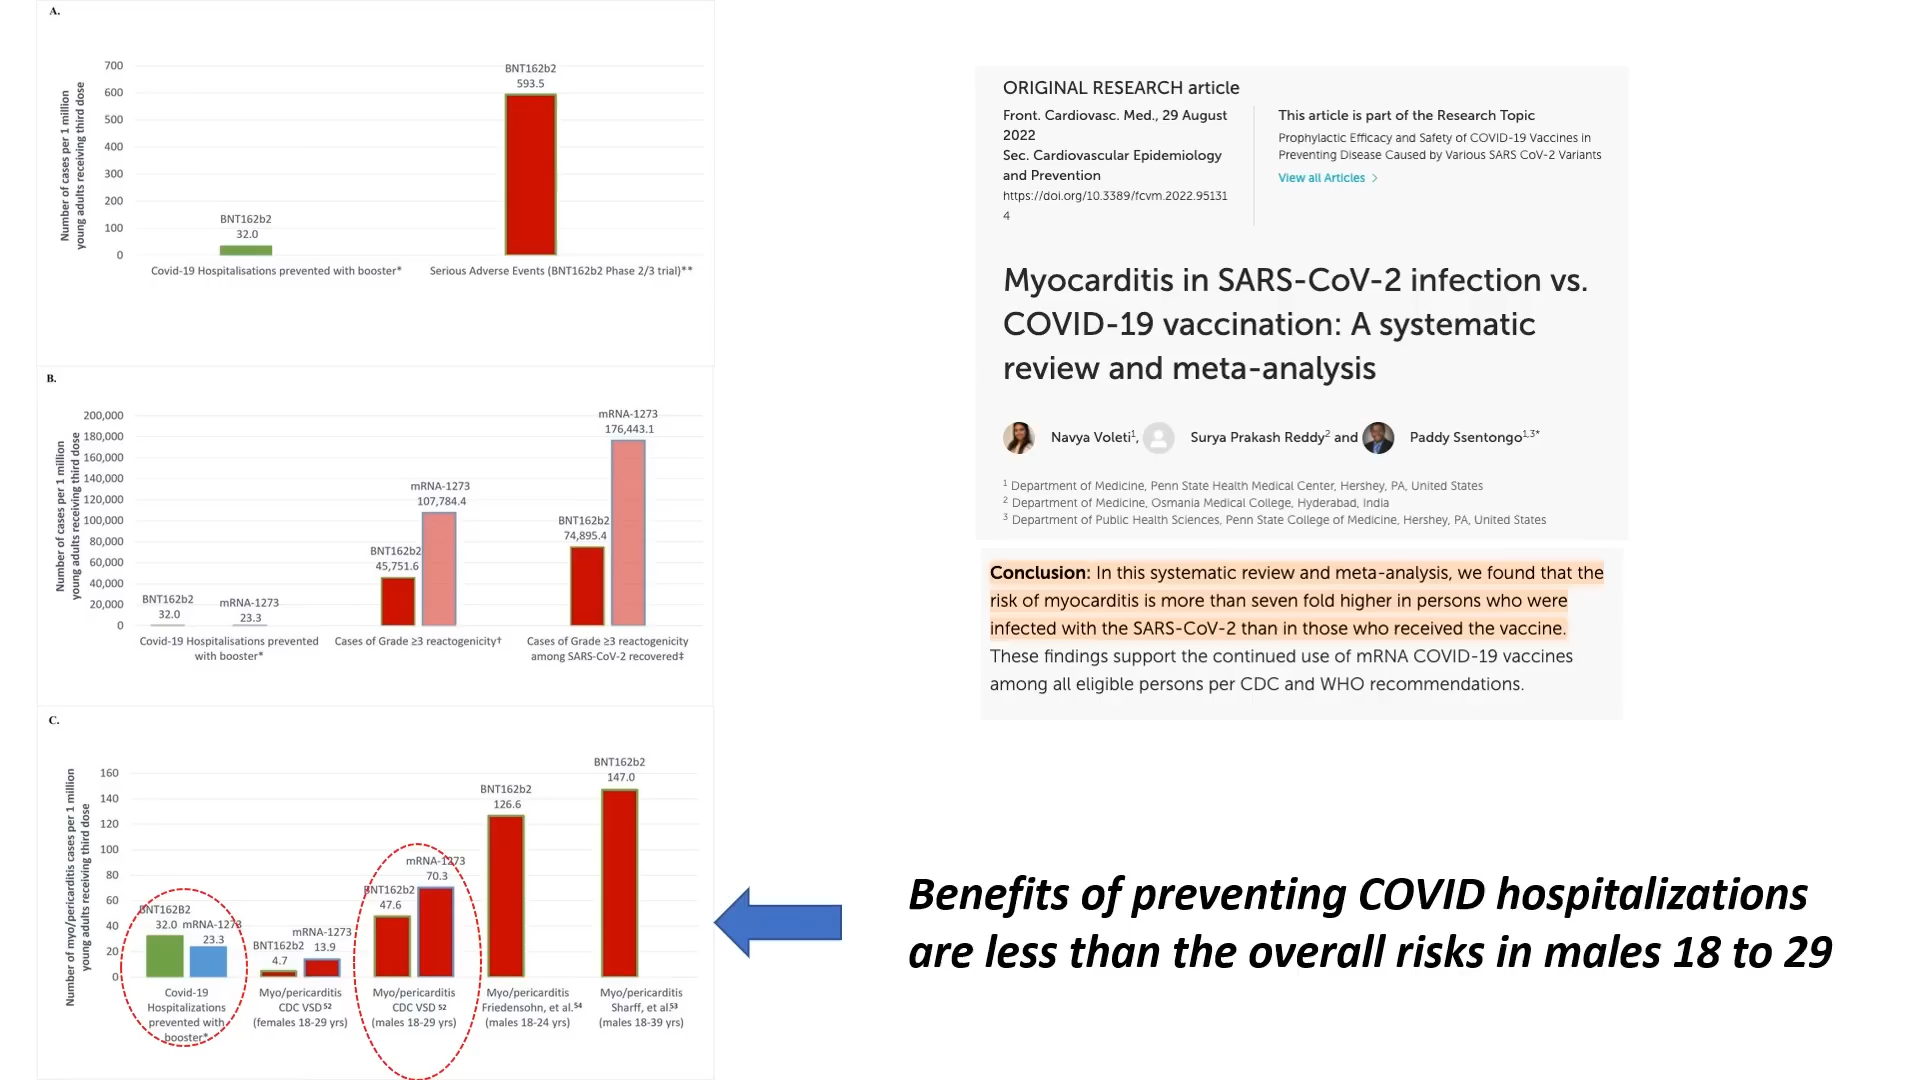 A.
Number of cases per 1 million
young adults receiving third dose
700
600
500
400
300
200
100
0
BNT162b2
32.0
BNT162b2
593.5
Covid-19 Hospitalisations prevented with booster*
Serious Adverse Events (BNT162b2 Phase 2/3 trial)**
B.
Number of cases per 1 million
young adults receiving third dose
200,000
180,000
160,000
140,000
120,000
100,000
80,000
60,000
40,000
20,000
0
BNT162b2
32.0
mRNA-1273
23.3
BNT162b2
45,751.6
mRNA-1273
107,784.4
BNT162b2
74,895.4
mRNA-1273
176,443.1
Covid-19 Hospitalisations prevented
with booster*
Cases of Grade ≥3 reactogenicity†
Cases of Grade ≥3 reactogenicity
among SARS-CoV-2 recovered‡
C.
Number of myo/pericarditis cases per 1 million
young adults receiving third dose
160
140
120
100
80
60
40
20
0
BNT162B2
32.0
mRNA-1273
23.3
BNT162b2
4.7
mRNA-1273
13.9
BNT162b2
47.6
mRNA-1273
70.3
BNT162b2
126.6
BNT162b2
147.0
Covid-19
Hospitalizations
prevented with
booster*
Myo/pericarditis
CDC VSD 52
(females 18-29 yrs)
Myo/pericarditis
CDC VSD 52
(males 18-29 yrs)
Myo/pericarditis
Friedensohn, et al.54
(males 18-24 yrs)
Myo/pericarditis
Sharff, et al.53
(males 18-39 yrs)
ORIGINAL RESEARCH article
Front. Cardiovasc. Med., 29 August
2022
Sec. Cardiovascular Epidemiology
and Prevention
https://doi.org/10.3389/fcvm.2022.95131
4
This article is part of the Research Topic
Prophylactic Efficacy and Safety of COVID-19 Vaccines in
Preventing Disease Caused by Various SARS CoV-2 Variants
View all Articles >
Myocarditis in SARS-CoV-2 infection vs.
COVID-19 vaccination: A systematic
review and meta-analysis
Navya Voleti1, Surya Prakash Reddy2 and Paddy Ssentongo1,3*
1 Department of Medicine, Penn State Health Medical Center, Hershey, PA, United States
2 Department of Medicine, Osmania Medical College, Hyderabad, India
3 Department of Public Health Sciences, Penn State College of Medicine, Hershey, PA, United States
Conclusion: In this systematic review and meta-analysis, we found that the
risk of myocarditis is more than seven fold higher in persons who were
infected with the SARS-CoV-2 than in those who received the vaccine.
These findings support the continued use of mRNA COVID-19 vaccines
among all eligible persons per CDC and WHO recommendations.
Benefits of preventing COVID hospitalizations
are less than the overall risks in males 18 to 29